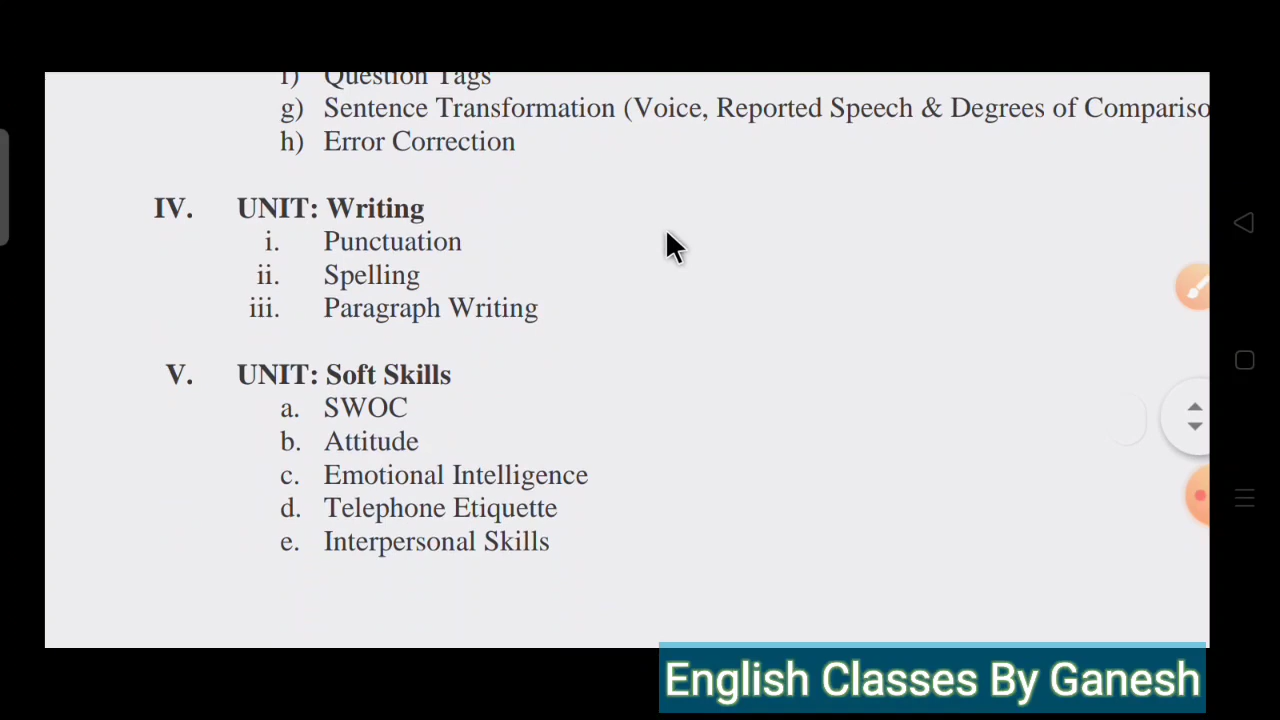 f) Question Tags
g) Sentence Transformation (Voice, Reported Speech & Degrees of Compariso
h) Error Correction
IV. UNIT: Writing
i. Punctuation
ii. Spelling
iii. Paragraph Writing
V. UNIT: Soft Skills
a. SWOC
b. Attitude
c. Emotional Intelligence
d. Telephone Etiquette
e. Interpersonal Skills
English Classes By Ganesh